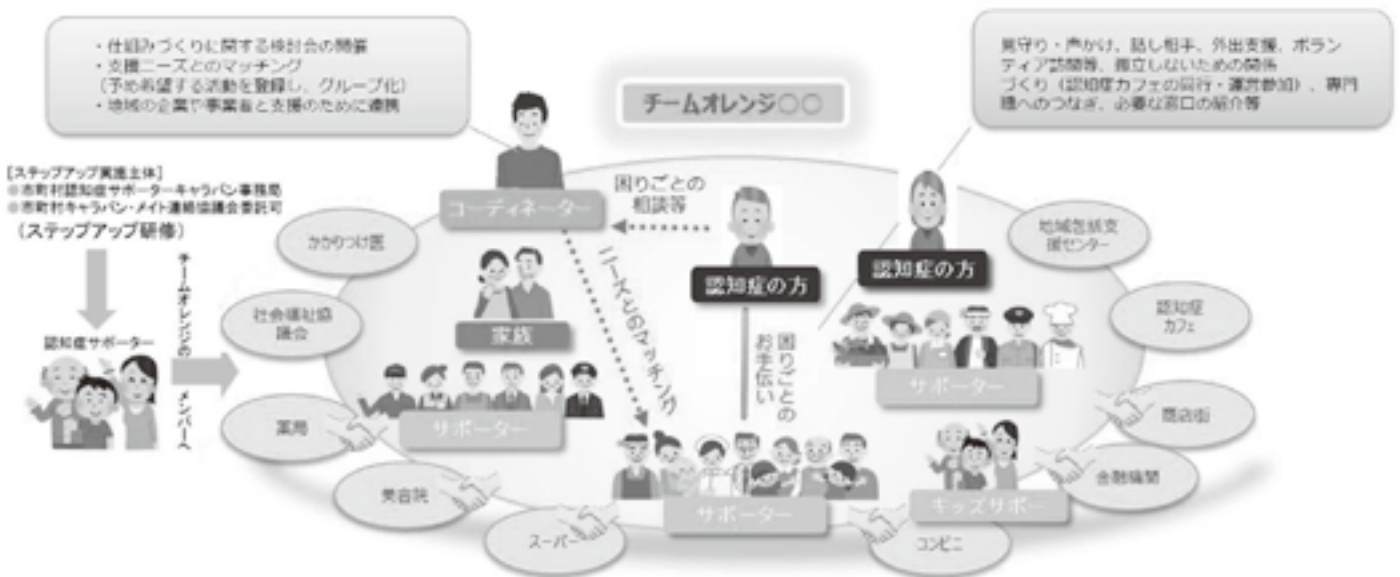 ・仕組みづくりに関する検討会の開催
・支援ニーズとのマッチング
（予め希望する活動を登録し、グループ化）
・地域の企業や事業者と支援のために連携
チームオレンジ〇〇
見守り・声かけ、話し相手、外出支援、ボラン
ティア訪問等、孤立しないための関係
づくり（認知症カフェの同行・運営参加）、専門
職へのつなぎ、必要な窓口の紹介等
[ステップアップ実施主体]
※市町村認知症サポーターキャラバン事務局
※市町村キャラバン・メイト連絡協議会委託可
（ステップアップ研修）
認知症サポーター
チームオレンジの
メンバーへ
コーディネーター
困りごとの
相談等
認知症の方
認知症の方
家族
ニーズとのマッチング
困りごとの
お手伝い
サポーター
サポーター
サポーター
キッズサポー
かかりつけ医
社会福祉協
議会
薬局
美容院
スーパー
コンビニ
金融機関
商店街
認知症
カフェ
地域包括支
援センター